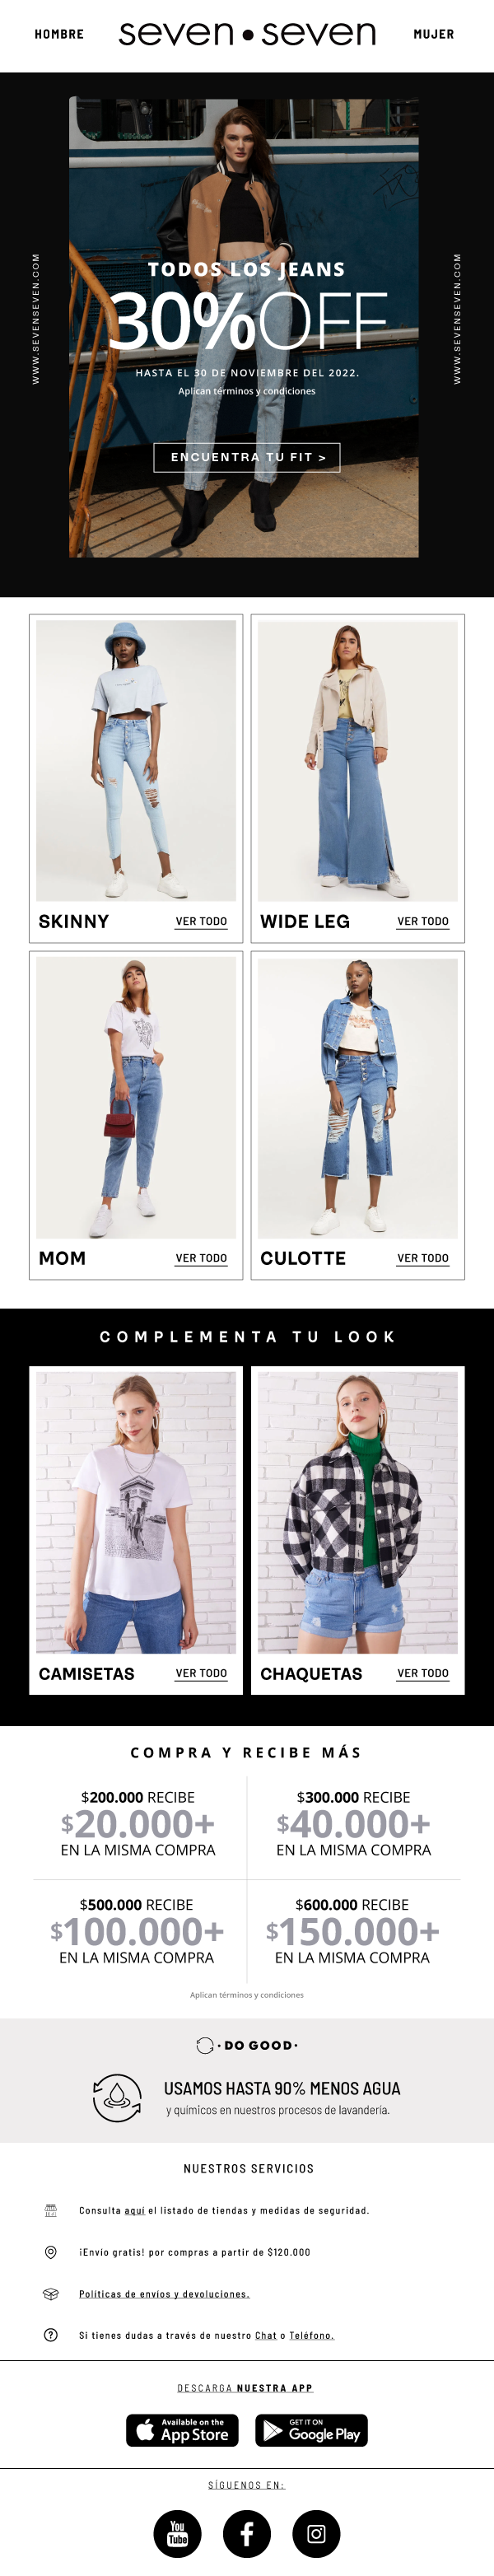 HOMBRE
seven•seven
MUJER
WWW.SEVENSEVEN.COM
WWW.SEVENSEVEN.COM
TODOS LOS JEANS
30%OFF
HASTA EL 30 DE NOVIEMBRE DEL 2022.
Aplican términos y condiciones
ENCUENTRA TU FIT >
SKINNY VER TODO
WIDE LEG VER TODO
MOM VER TODO
CULOTTE VER TODO
COMPLEMENTA TU LOOK
CAMISETAS VER TODO
CHAQUETAS VER TODO
COMPRA Y RECIBE MÁS
$200.000 RECIBE
$20.000+
EN LA MISMA COMPRA
$300.000 RECIBE
$40.000+
EN LA MISMA COMPRA
$500.000 RECIBE
$100.000+
EN LA MISMA COMPRA
$600.000 RECIBE
$150.000+
EN LA MISMA COMPRA
Aplican términos y condiciones
·DO GOOD·
USAMOS HASTA 90% MENOS AGUA
y químicos en nuestros procesos de lavandería.
NUESTROS SERVICIOS
Consulta aquí el listado de tiendas y medidas de seguridad.
¡Envío gratis! por compras a partir de $120.000
Políticas de envíos y devoluciones.
Si tienes dudas a través de nuestro Chat o Teléfono.
DESCARGA NUESTRA APP
Available on the
App Store
GET IT ON
Google Play
SÍGUENOS EN:
You
Tube